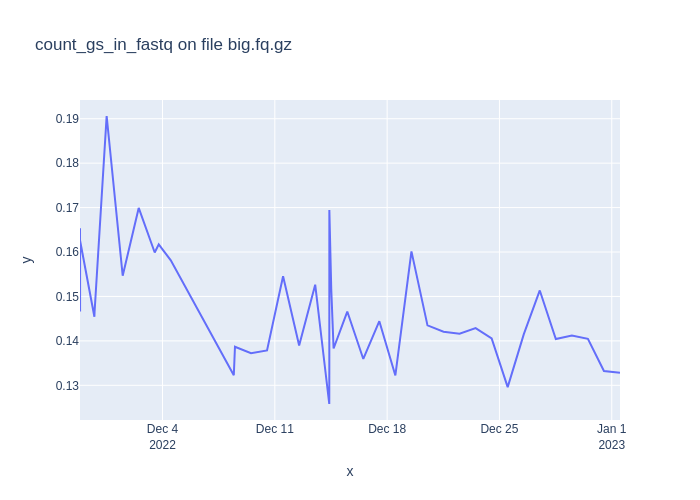 count_gs_in_fastq on file big.fq.gz
0.19
0.18
0.17
0.16
0.15
0.14
0.13
y
Dec 4
2022
Dec 11
Dec 18
Dec 25
Jan 1
2023
x